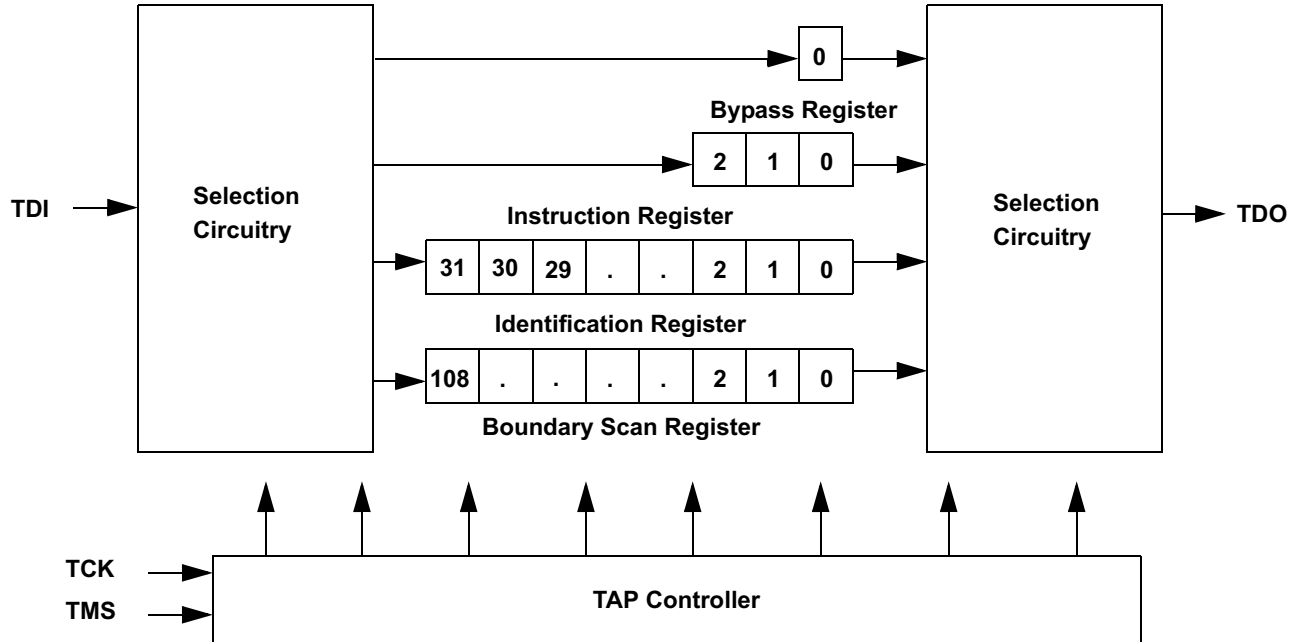 0
Bypass Register
2 1 0
TDI
Selection
Circuitry
Selection
Circuitry
TDO
Instruction Register
31 30 29 . . 2 1 0
Identification Register
108 . . . . 2 1 0
Boundary Scan Register
TCK
TMS
TAP Controller